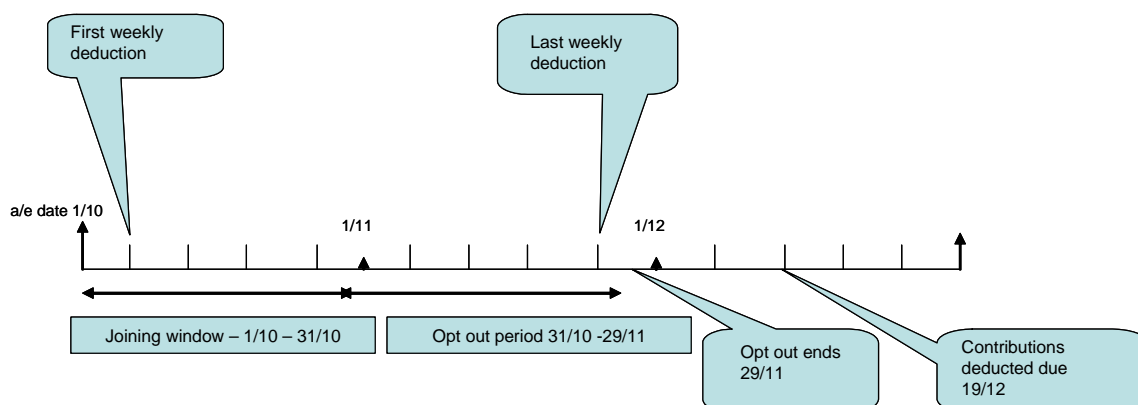 First weekly
deduction
Last weekly
deduction
a/e date 1/10
1/11
1/12
Joining window – 1/10 – 31/10
Opt out period 31/10 -29/11
Opt out ends
29/11
Contributions
deducted due
19/12